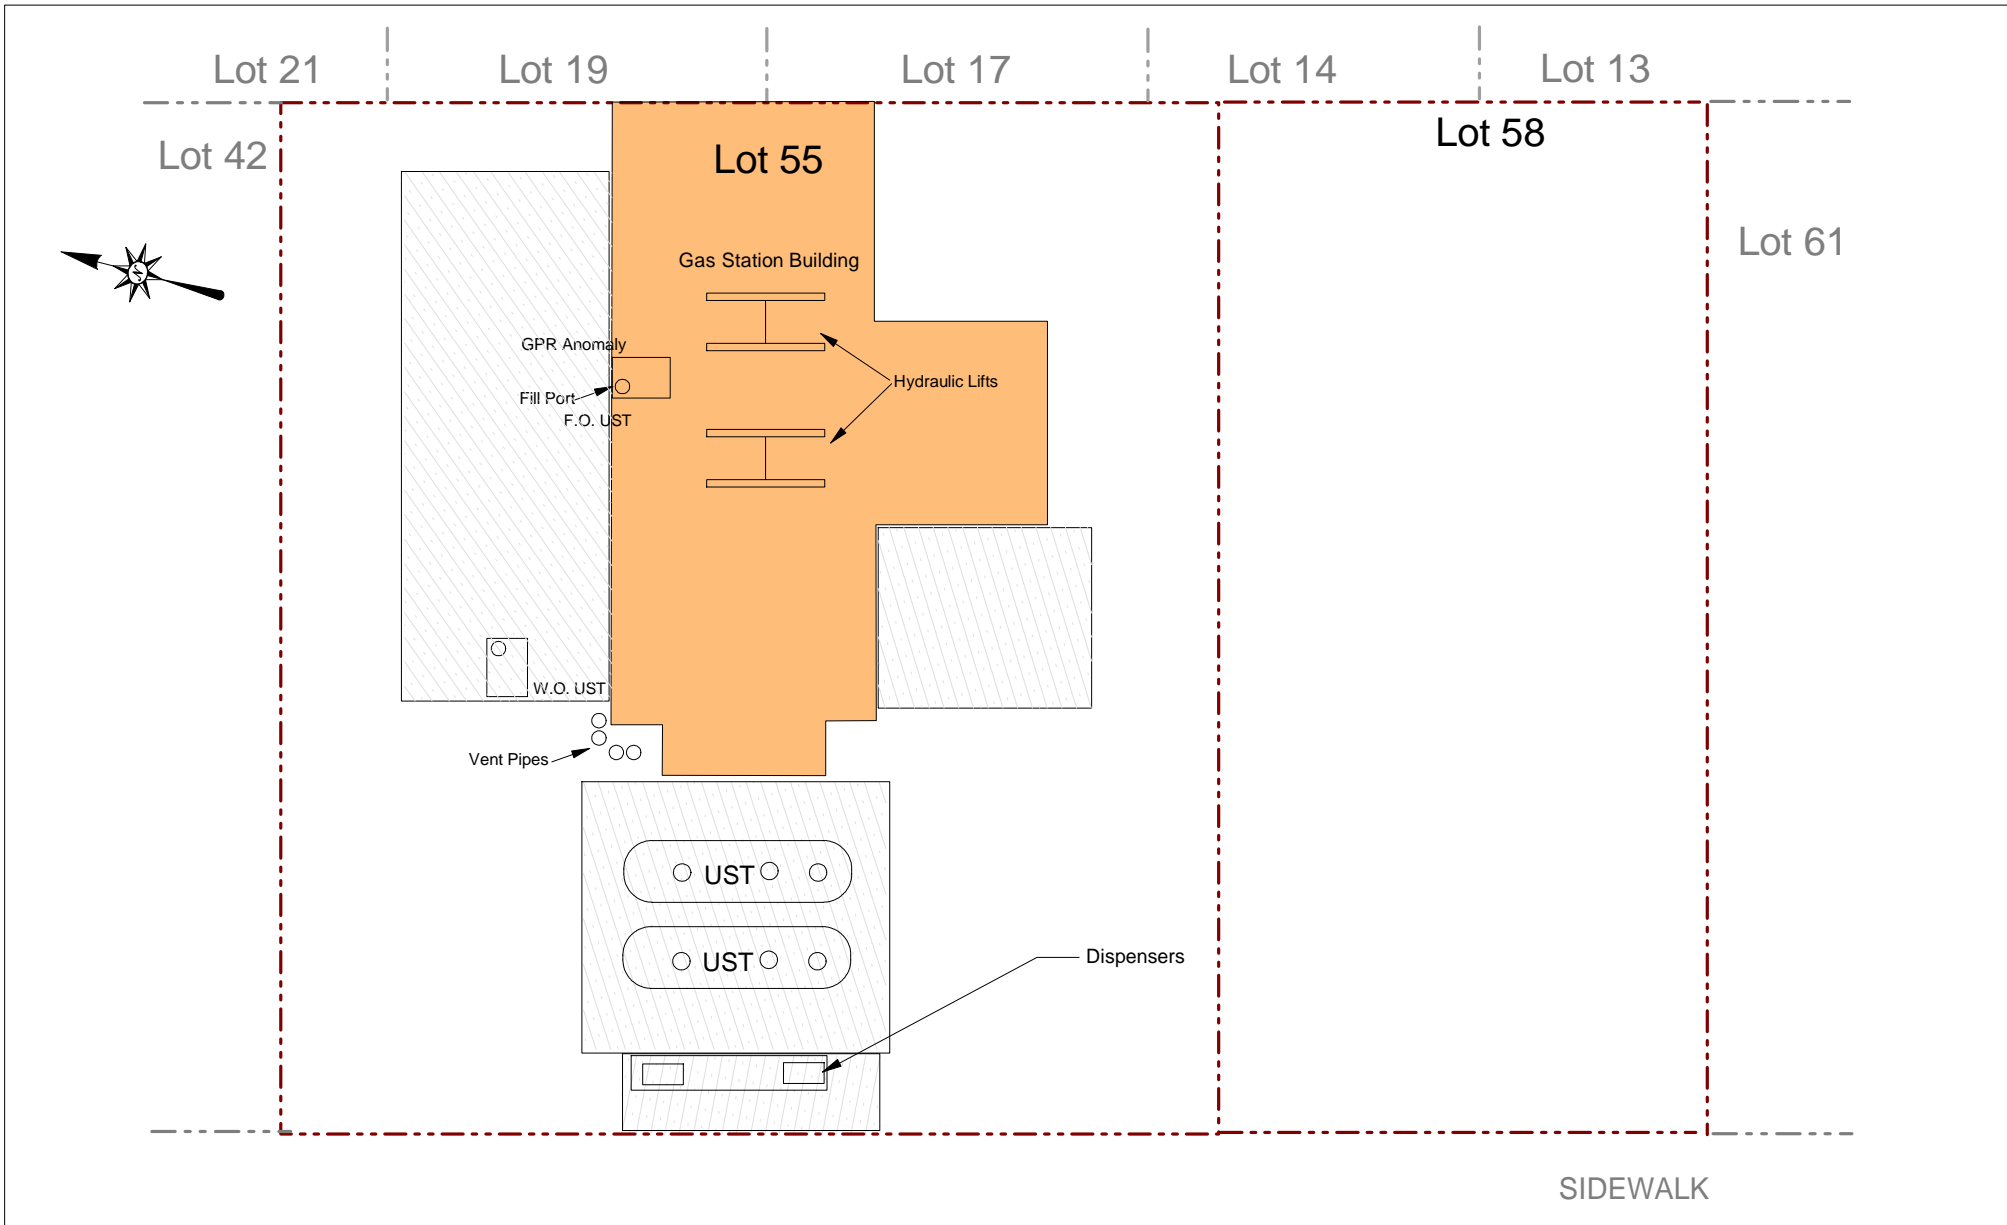 Lot 21
Lot 19
Lot 17
Lot 14
Lot 13
Lot 42
Lot 55
Lot 58
Lot 61
N
Gas Station Building
GPR Anomaly
Hydraulic Lifts
Fill Port
F.O. UST
W.O. UST
Vent Pipes
UST
UST
Dispensers
SIDEWALK